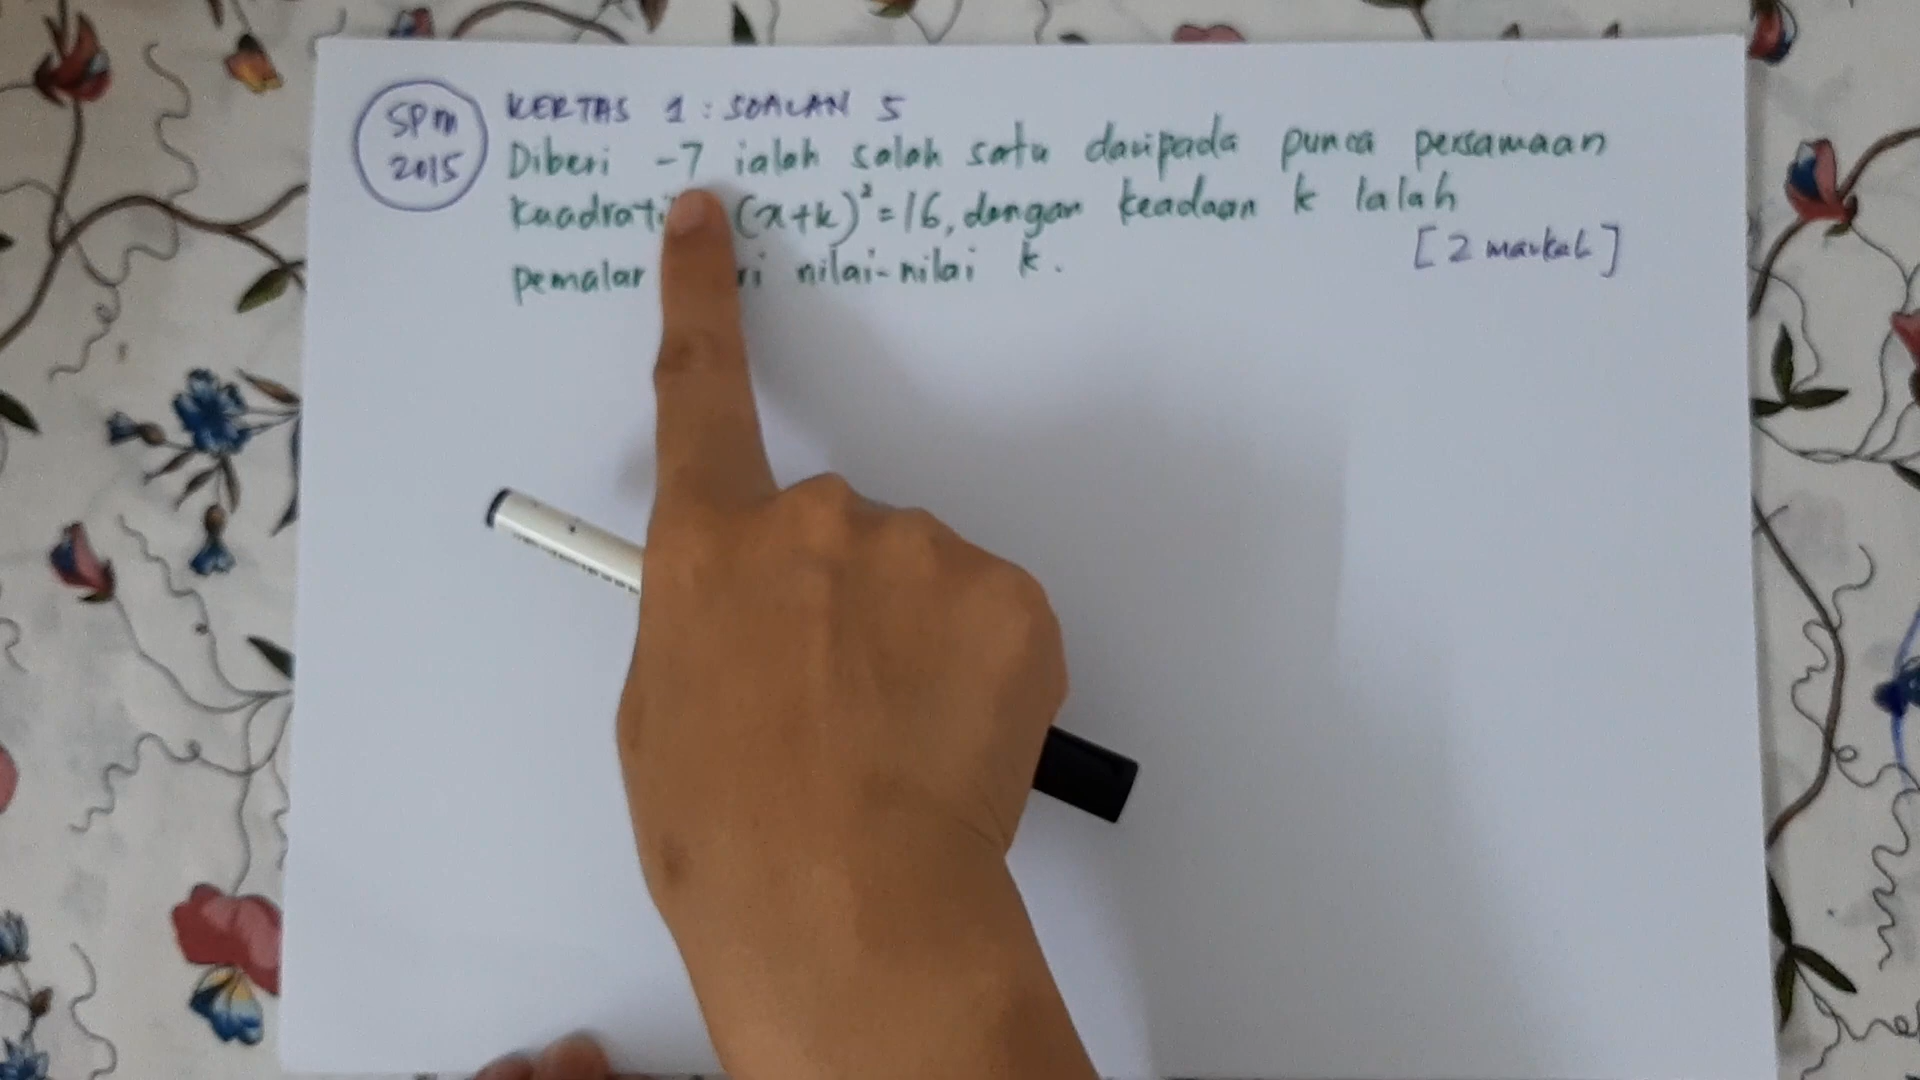 SPM
2015
KERTAS 1 : SOALAN 5
Diberi -7 ialah salah satu daripada punca persamaan
(x+k)²=16, dengan keadaan k Ialah
pemalar nilai-nilai k.
[2 markah]